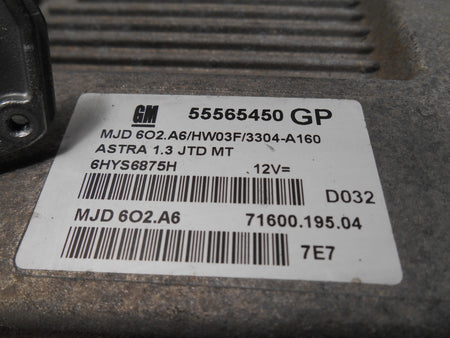 GM 55565450 GP
MJD 6O2.A6/HW03F/3304-A160
ASTRA 1.3 JTD MT
6HYS6875H 12V=
D032
MJD 6O2.A6 71600.195.04
7E7